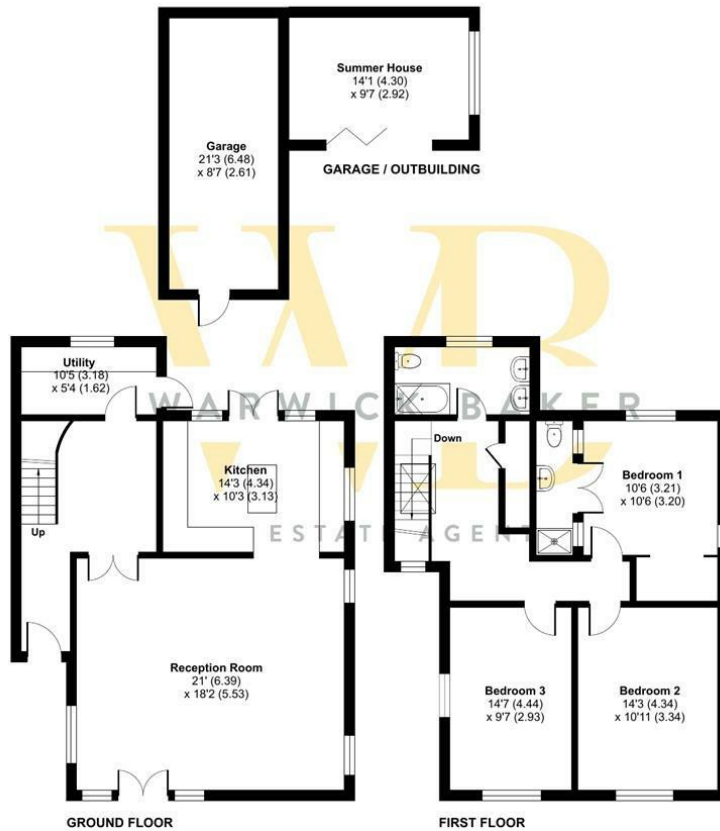 Summer House
14'1 (4.30)
x 9'7 (2.92)
Garage
21'3 (6.48)
x 8'7 (2.61)
GARAGE / OUTBUILDING
WR
WARWICK BAKER
ESTATE AGENT
Utility
10'5 (3.18)
x 5'4 (1.62)
Kitchen
14'3 (4.34)
x 10'3 (3.13)
Up
Reception Room
21' (6.39)
x 18'2 (5.53)
GROUND FLOOR
Down
Bedroom 1
10'6 (3.21)
x 10'6 (3.20)
Bedroom 3
14'7 (4.44)
x 9'7 (2.93)
Bedroom 2
14'3 (4.34)
x 10'11 (3.34)
FIRST FLOOR